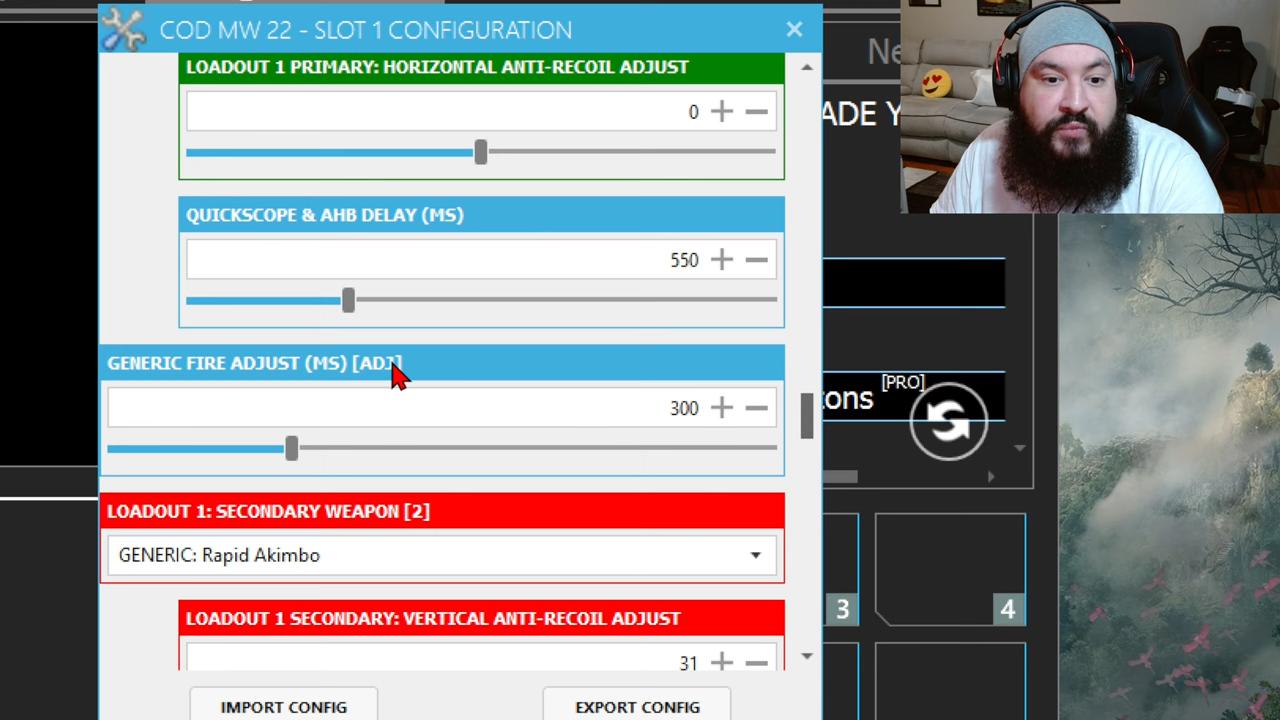 COD MW 22 - SLOT 1 CONFIGURATION
LOADOUT 1 PRIMARY: HORIZONTAL ANTI-RECOIL ADJUST
0
QUICKSCOPE & AHB DELAY (MS)
550
GENERIC FIRE ADJUST (MS) [ADJ]
300
LOADOUT 1: SECONDARY WEAPON [2]
GENERIC: Rapid Akimbo
LOADOUT 1 SECONDARY: VERTICAL ANTI-RECOIL ADJUST
31
IMPORT CONFIG
EXPORT CONFIG
Ne
ADE Y
ons [PRO]
3
4